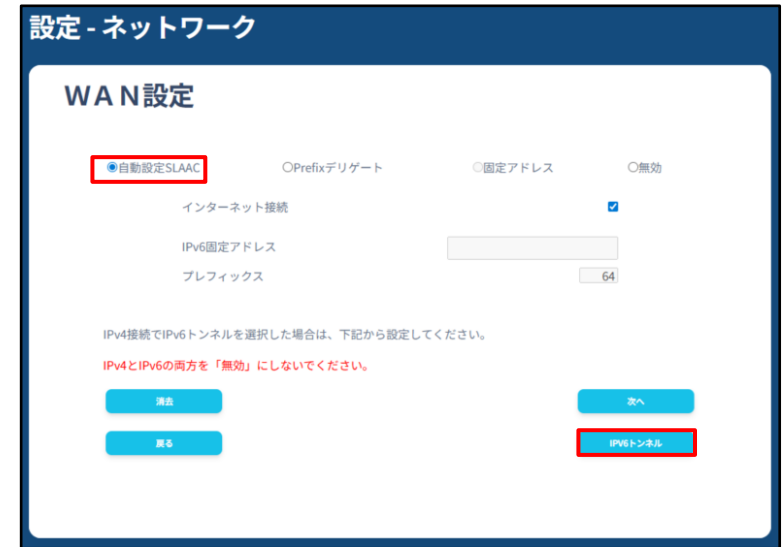 設定 - ネットワーク
WAN設定
自動設定SLAAC Prefixデリゲート 固定アドレス 無効
インターネット接続
IPv6固定アドレス
プレフィックス 64
IPv4接続でIPv6トンネルを選択した場合は、下記から設定してください。
IPv4とIPv6の両方を「無効」にしないでください。
消去 次へ
戻る IPV6トンネル